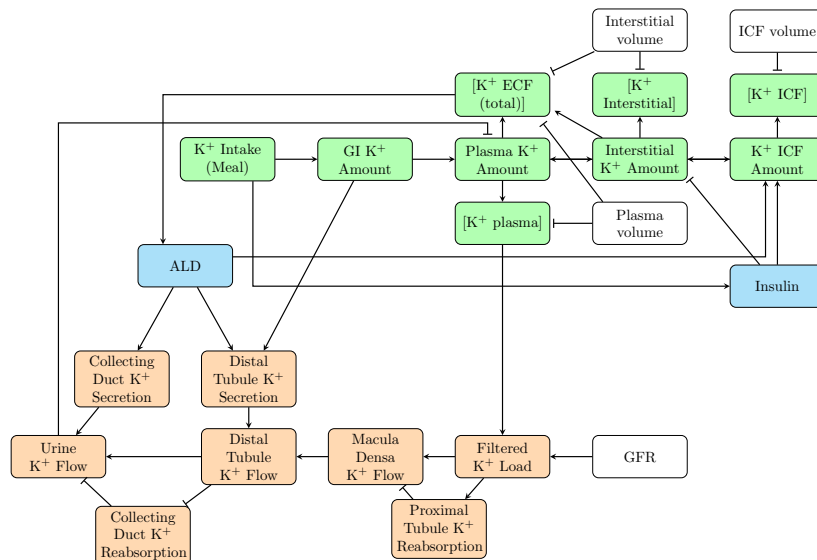 Interstitial
volume
ICF volume
[K⁺ ECF
(total)]
[K⁺
Interstitial]
[K⁺ ICF]
K⁺ Intake
(Meal)
GI K⁺
Amount
Plasma K⁺
Amount
Interstitial
K⁺ Amount
K⁺ ICF
Amount
[K⁺ plasma]
Plasma
volume
ALD
Insulin
Collecting
Duct K⁺
Secretion
Distal
Tubule K⁺
Secretion
Urine
K⁺ Flow
Distal
Tubule
K⁺ Flow
Macula
Densa
K⁺ Flow
Filtered
K⁺ Load
GFR
Collecting
Duct K⁺
Reabsorption
Proximal
Tubule K⁺
Reabsorption